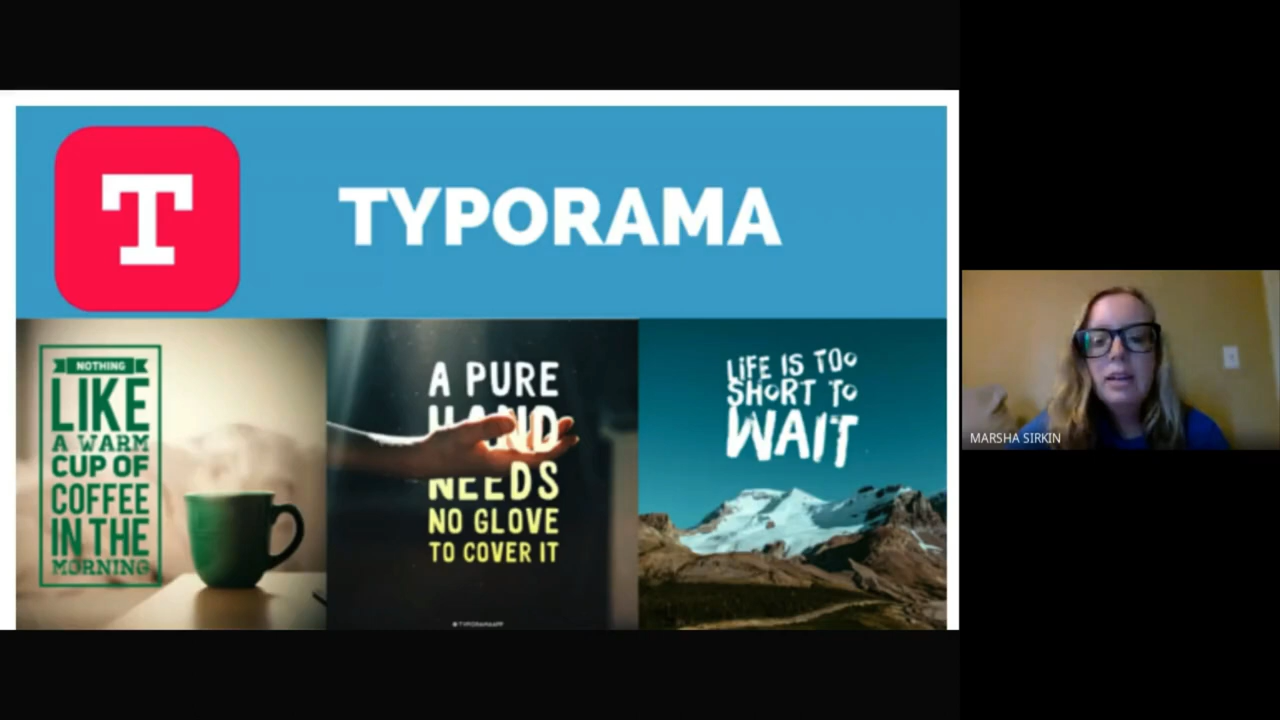 T
TYPORAMA
NOTHING
LIKE
A WARM
CUP OF
COFFEE
IN THE
MORNING
A PURE
HAND
NEEDS
NO GLOVE
TO COVER IT
@TYPORAMAAPP
LiFE IS TOo
SHoRT To
WAIT
MARSHA SIRKIN